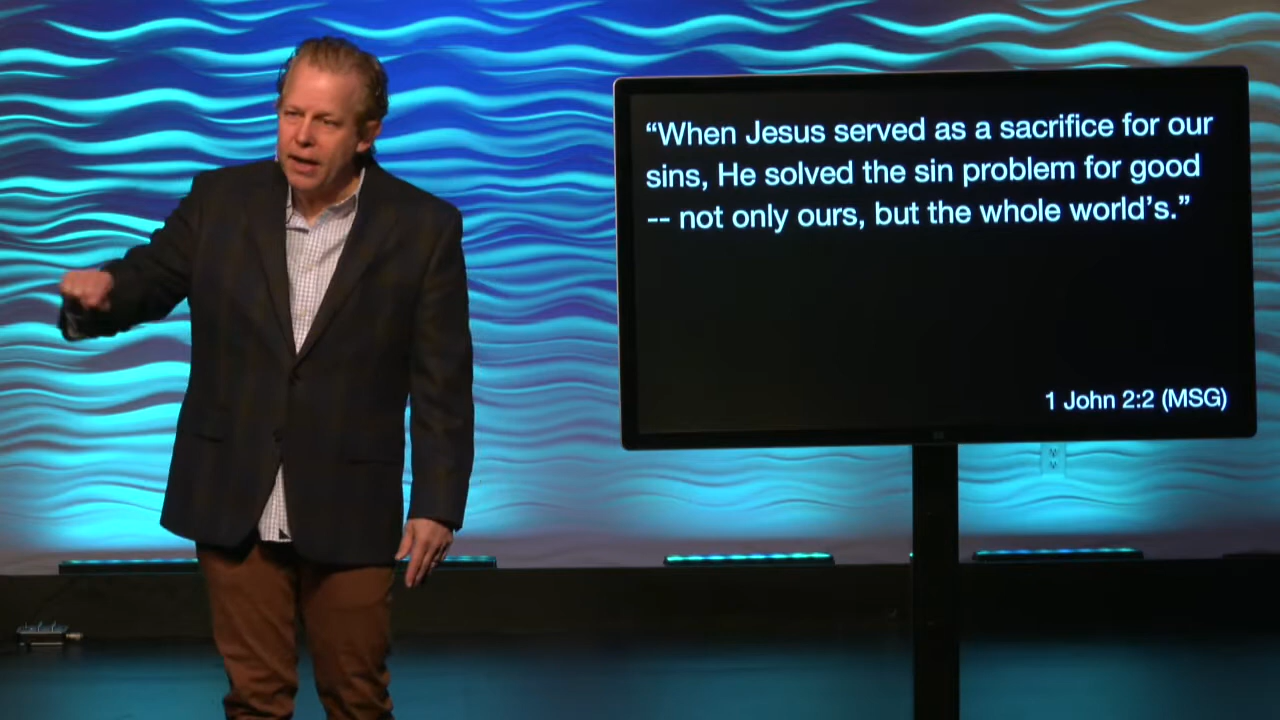 “When Jesus served as a sacrifice for our
sins, He solved the sin problem for good
-- not only ours, but the whole world’s.”
1 John 2:2 (MSG)